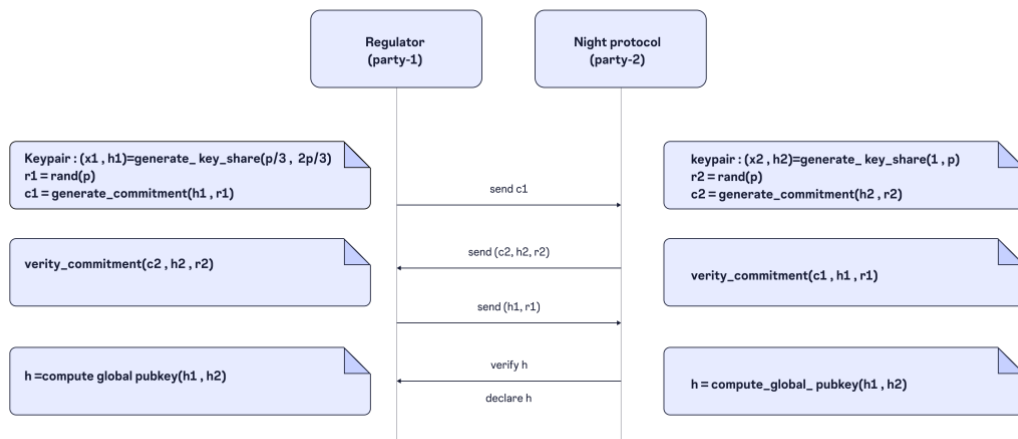 Regulator
(party-1)
Night protocol
(party-2)
Keypair : (x1 , h1)=generate_ key_share(p/3 , 2p/3)
r1 = rand(p)
c1 = generate_commitment(h1 , r1)
keypair : (x2 , h2)=generate_ key_share(1 , p)
r2 = rand(p)
c2 = generate_commitment(h2 , r2)
send c1
verity_commitment(c2 , h2 , r2)
send (c2, h2, r2)
verity_commitment(c1 , h1 , r1)
send (h1, r1)
h =compute global pubkey(h1 , h2)
verify h
declare h
h = compute_global_ pubkey(h1 , h2)